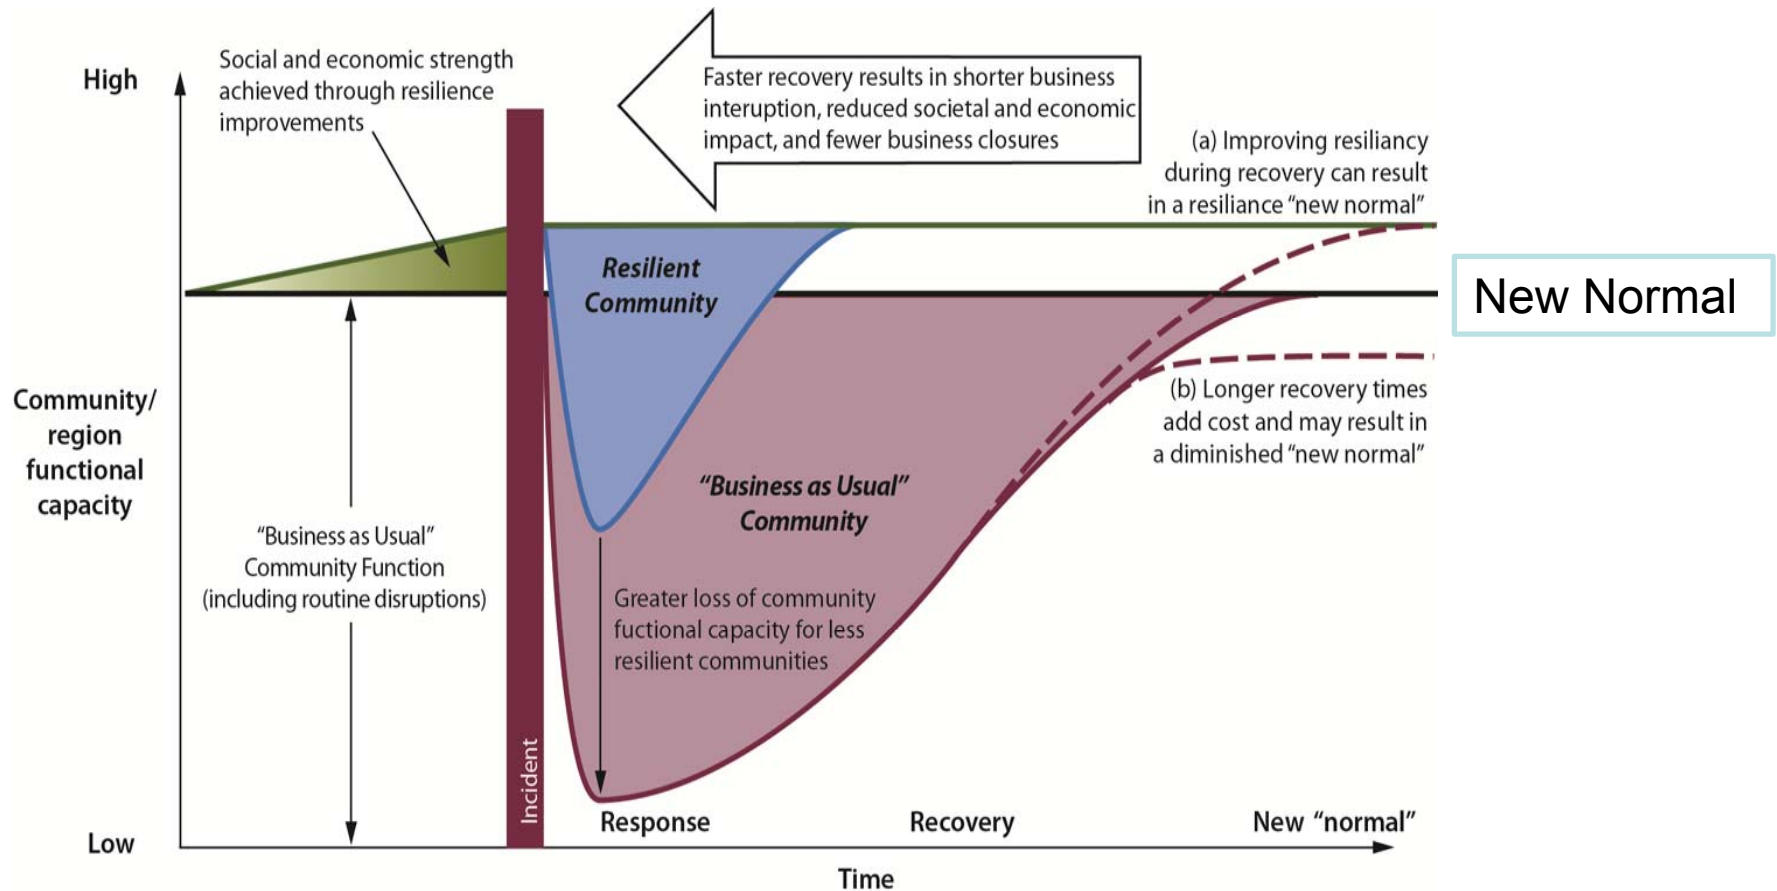 High
Social and economic strength
achieved through resilience
improvements
Faster recovery results in shorter business
interuption, reduced societal and economic
impact, and fewer business closures
(a) Improving resiliancy
during recovery can result
in a resiliance “new normal”
Resilient
Community
New Normal
Community/
region
functional
capacity
“Business as Usual”
Community Function
(including routine disruptions)
“Business as Usual”
Community
(b) Longer recovery times
add cost and may result in
a diminished “new normal”
Greater loss of community
fuctional capacity for less
resilient communities
Incident
Low
Response
Recovery
New “normal”
Time